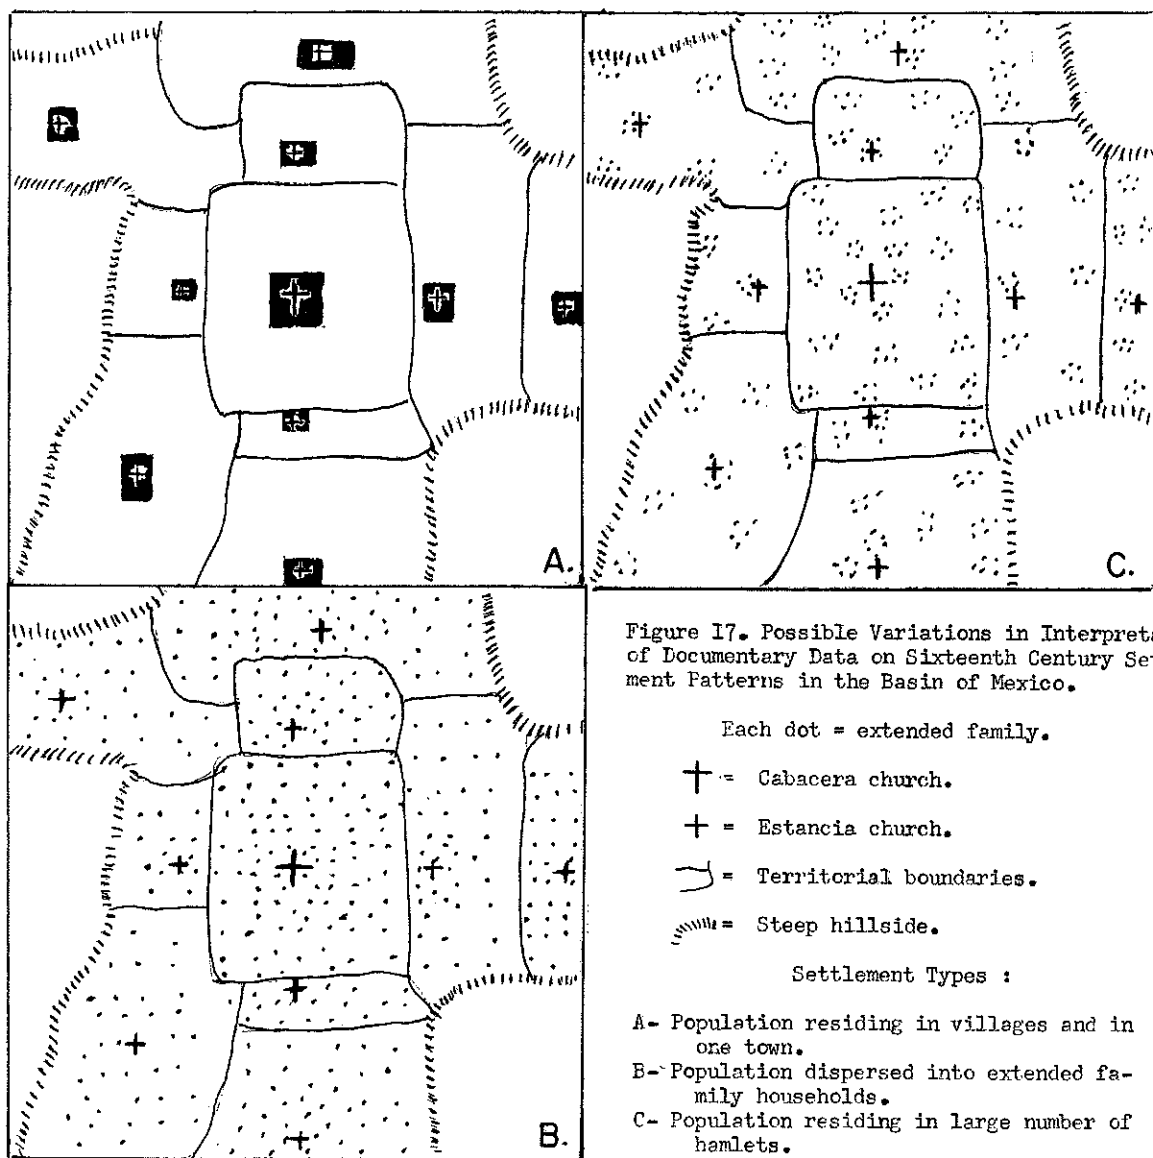 A.
C.
B.
Figure I7. Possible Variations in Interpreta
of Documentary Data on Sixteenth Century Set
ment Patterns in the Basin of Mexico.
Each dot = extended family.
= Cabacera church.
= Estancia church.
= Territorial boundaries.
= Steep hillside.
Settlement Types :
A- Population residing in villages and in
one town.
B- Population dispersed into extended fa-
mily households.
C- Population residing in large number of
hamlets.